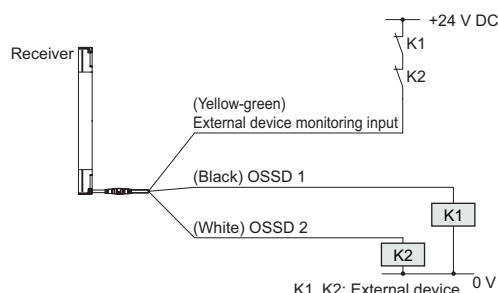 +24 V DC
K1
Receiver
K2
(Yellow-green)
External device monitoring input
(Black) OSSD 1
K1
(White) OSSD 2
K2
0 V
K1, K2: External device